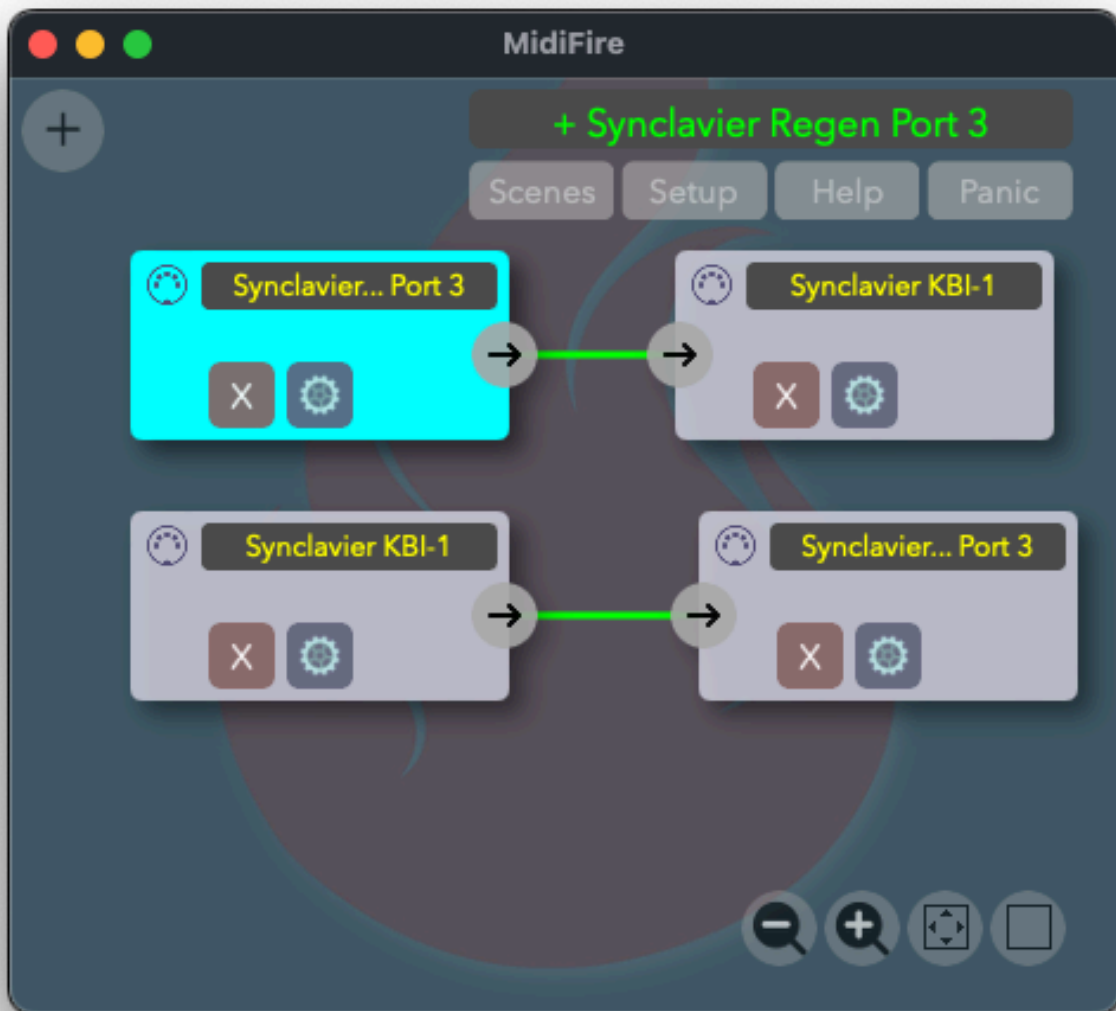 MidiFire
+
+ Synclavier Regen Port 3
Scenes Setup Help Panic
Synclavier... Port 3 Synclavier KBI-1
X X
Synclavier KBI-1 Synclavier... Port 3
X X